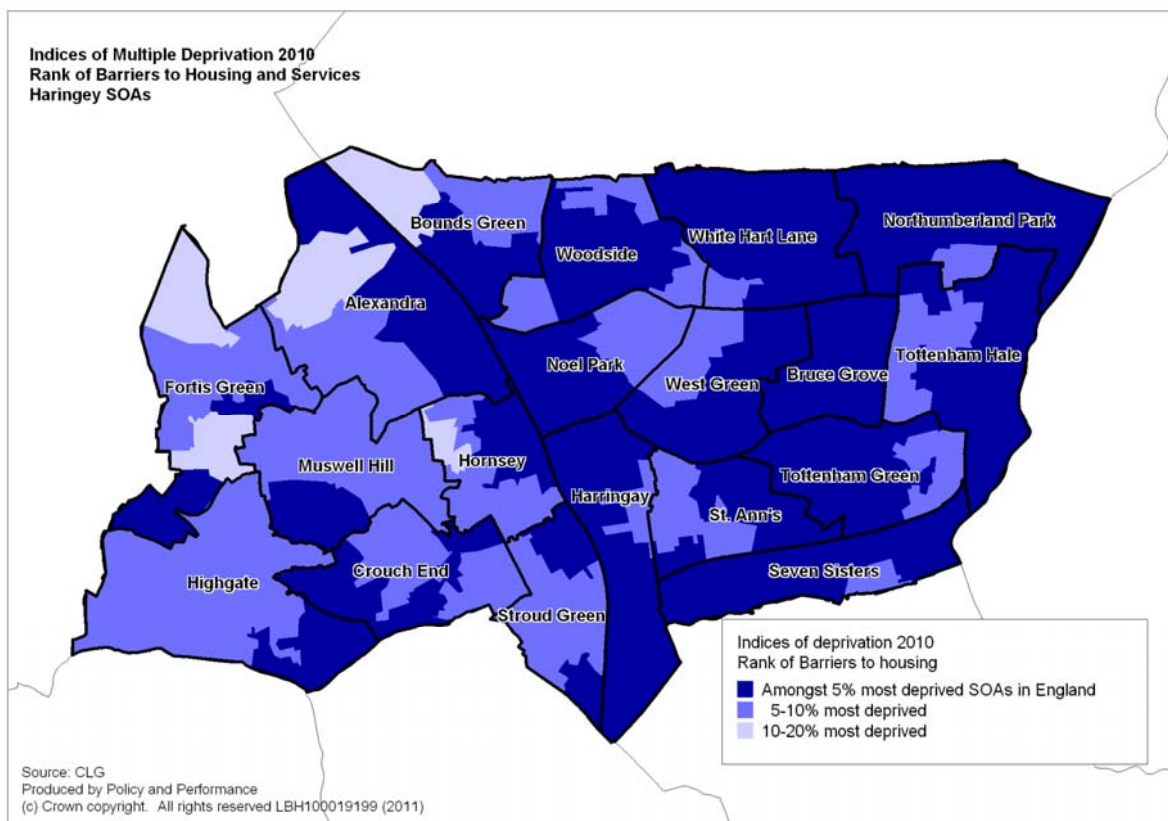 Indices of Multiple Deprivation 2010
Rank of Barriers to Housing and Services
Haringey SOAs
Bounds Green
Northumberland Park
White Hart Lane
Woodside
Alexandra
Tottenham Hale
Noel Park
Bruce Grove
West Green
Fortis Green
Hornsey
Muswell Hill
Tottenham Green
Harringay
St. Ann's
Crouch End
Seven Sisters
Highgate
Stroud Green
Indices of deprivation 2010
Rank of Barriers to housing
Amongst 5% most deprived SOAs in England
5-10% most deprived
10-20% most deprived
Source: CLG
Produced by Policy and Performance
(c) Crown copyright. All rights reserved LBH100019199 (2011)